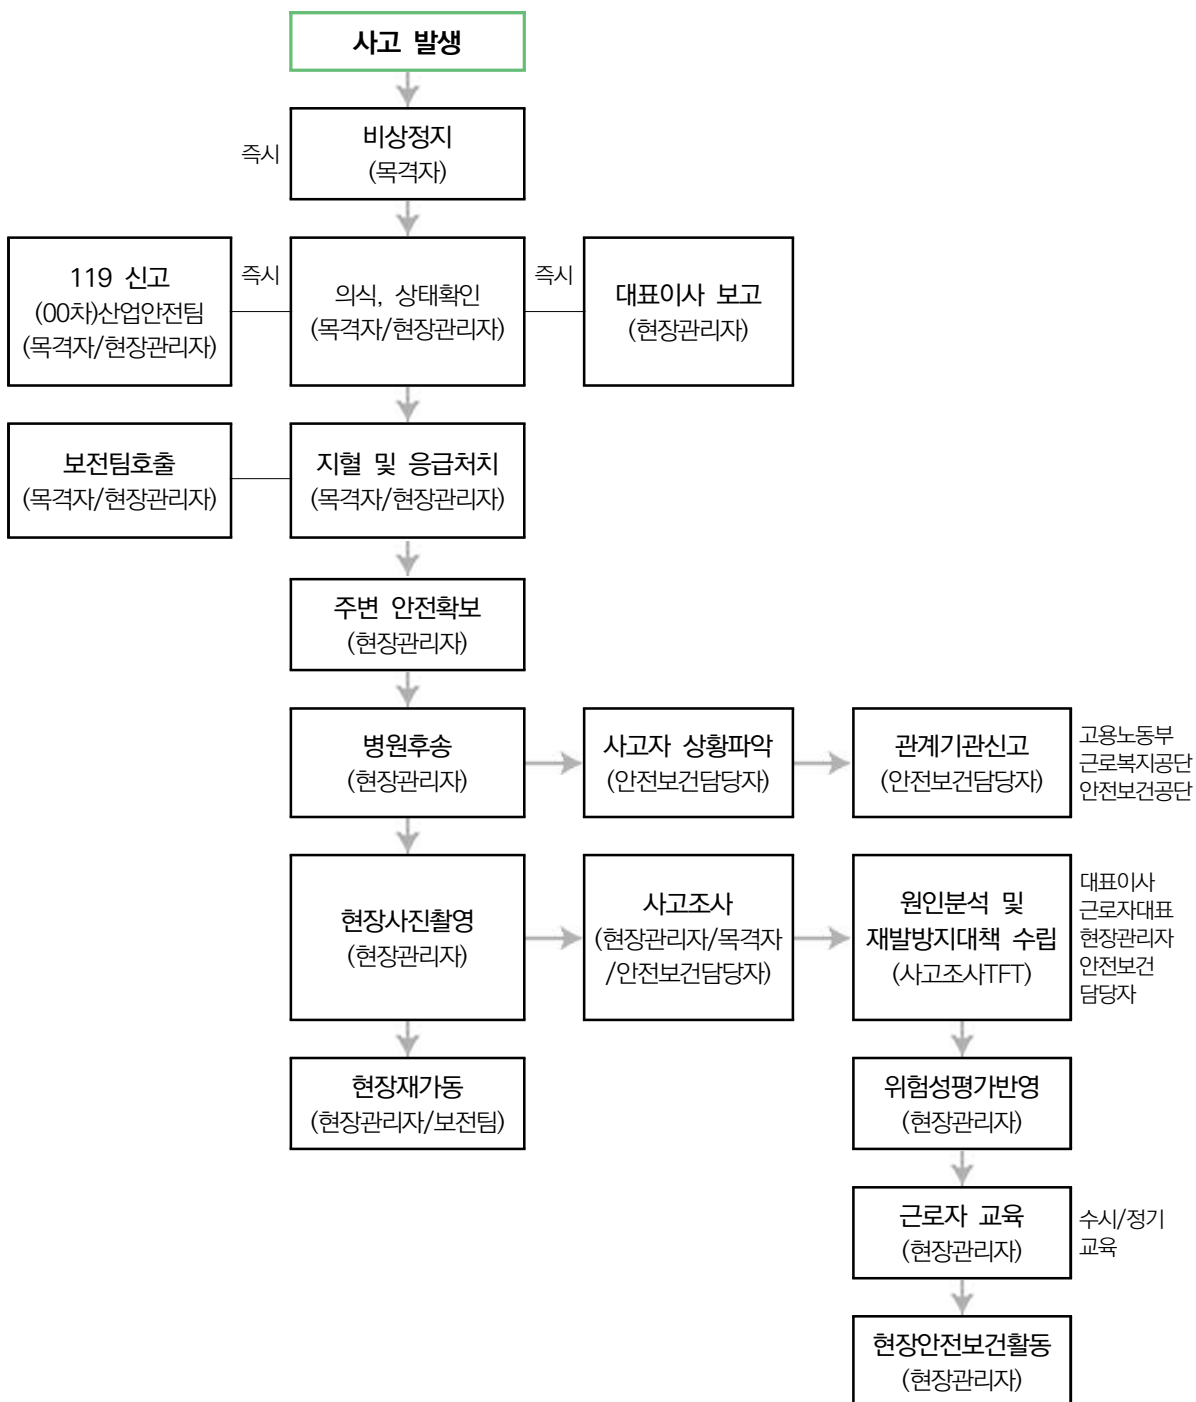 사고 발생
즉시
비상정지
(목격자)
119 신고
(00차)산업안전팀
(목격자/현장관리자)
즉시
의식, 상태확인
(목격자/현장관리자)
즉시
대표이사 보고
(현장관리자)
보전팀호출
(목격자/현장관리자)
지혈 및 응급처치
(목격자/현장관리자)
주변 안전확보
(현장관리자)
병원후송
(현장관리자)
사고자 상황파악
(안전보건담당자)
관계기관신고
(안전보건담당자)
고용노동부
근로복지공단
안전보건공단
현장사진촬영
(현장관리자)
사고조사
(현장관리자/목격자
/안전보건담당자)
원인분석 및
재발방지대책 수립
(사고조사TFT)
대표이사
근로자대표
현장관리자
안전보건
담당자
현장재가동
(현장관리자/보전팀)
위험성평가반영
(현장관리자)
근로자 교육
(현장관리자)
수시/정기
교육
현장안전보건활동
(현장관리자)